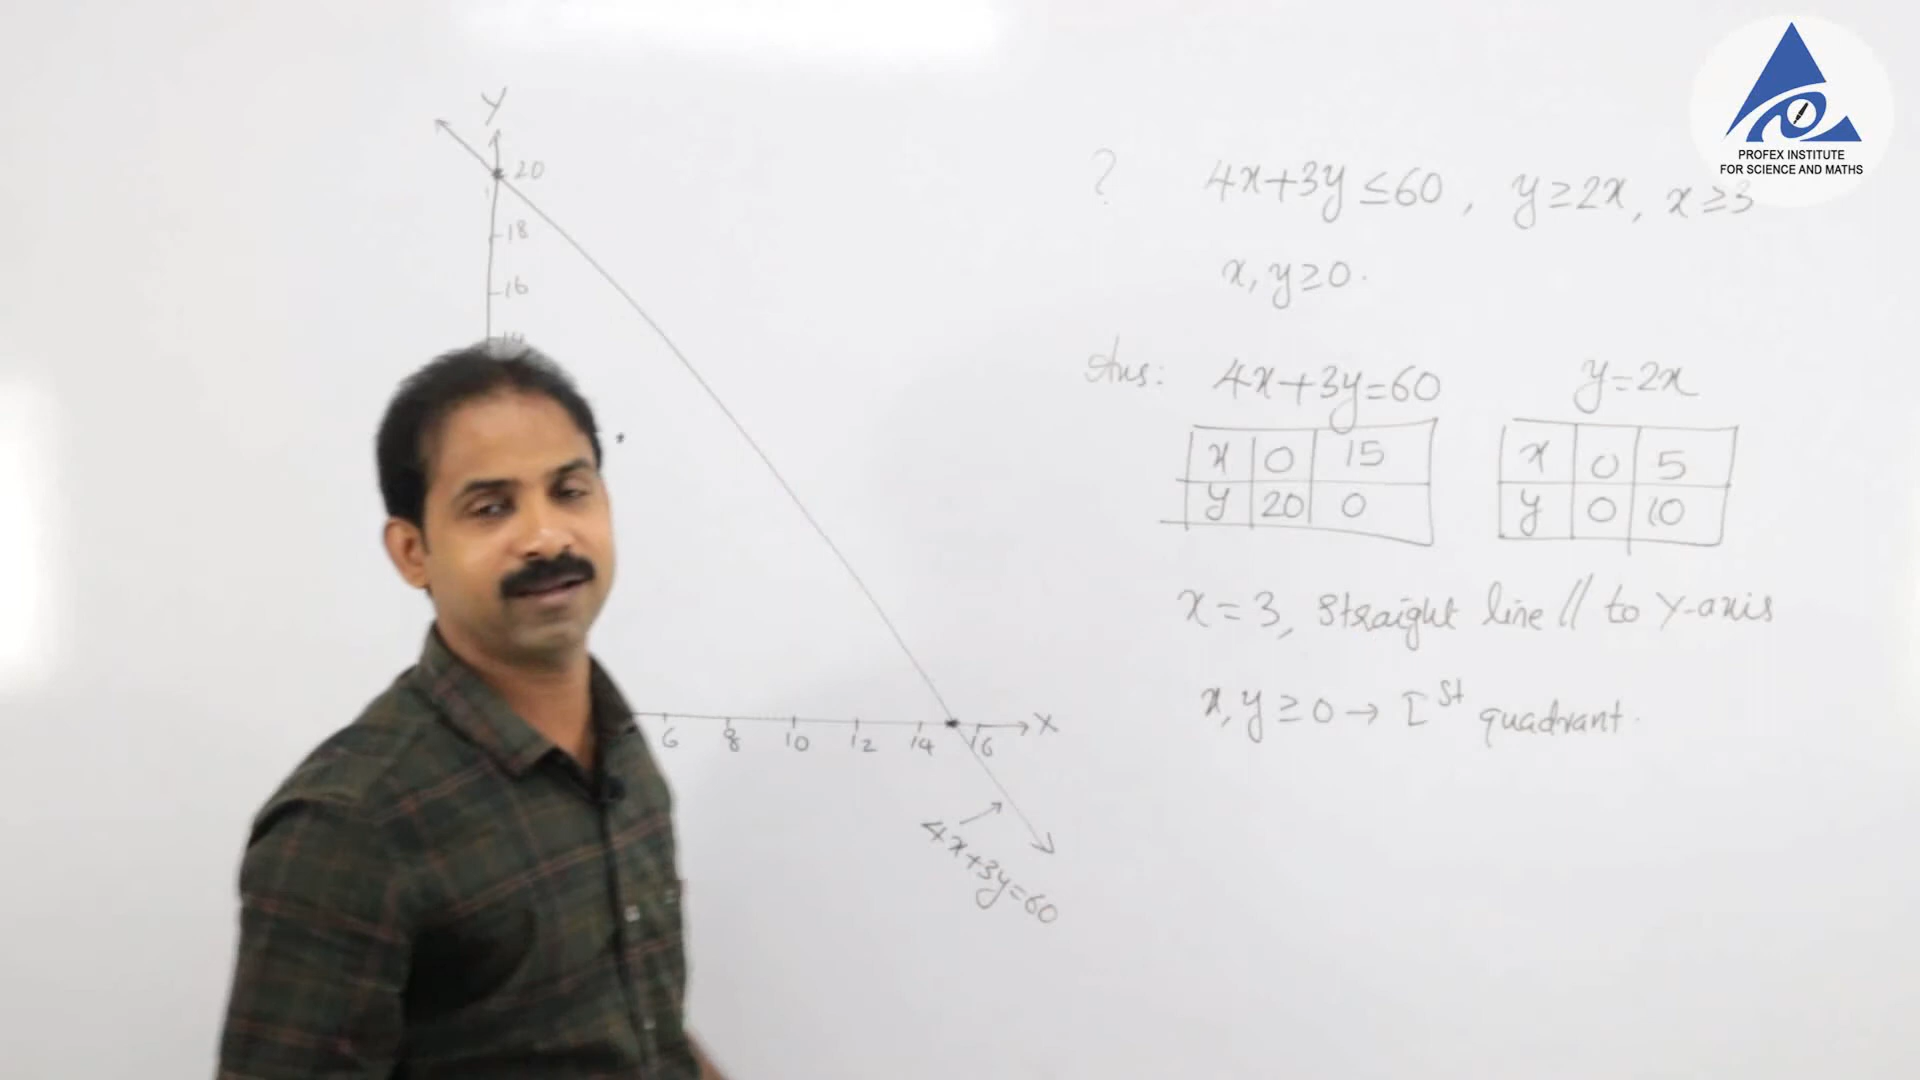 PROFEX INSTITUTE
FOR SCIENCE AND MATHS
? 4x+3y≤60, y≥2x, x≥3
x, y≥0.
Ans: 4x+3y=60 y=2x
x 0 15
y 20 0
x 0 5
y 0 10
x = 3, Straight line // to Y-axis
x, y ≥ 0 → Ist quadrant.
Y
20
18
16
14
6 8 10 12 14 16 X
4x+3y=60